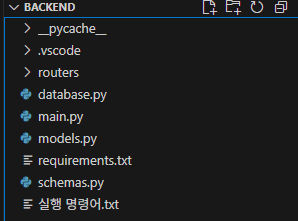 BACKEND
__pycache__
.vscode
routers
database.py
main.py
models.py
requirements.txt
schemas.py
실행 명령어.txt